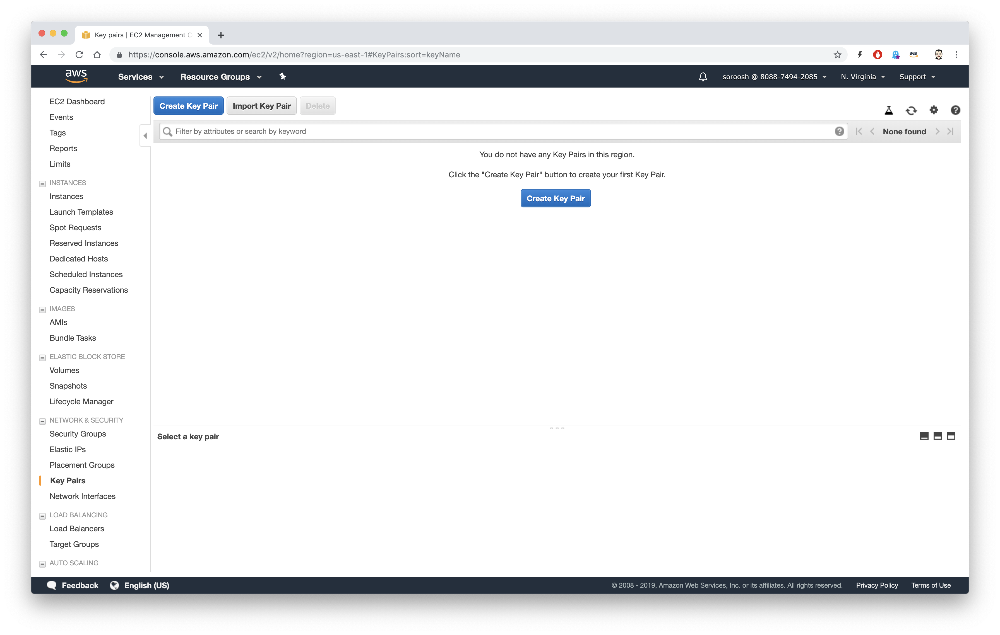 Key pairs | EC2 Management C
https://console.aws.amazon.com/ec2/v2/home?region=us-east-1#KeyPairs:sort=keyName
aea
aws
Services
Resource Groups
soroosh @ 8088-7494-2085
N. Virginia
Support
EC2 Dashboard
Events
Tags
Reports
Limits
INSTANCES
Instances
Launch Templates
Spot Requests
Reserved Instances
Dedicated Hosts
Scheduled Instances
Capacity Reservations
IMAGES
AMIs
Bundle Tasks
ELASTIC BLOCK STORE
Volumes
Snapshots
Lifecycle Manager
NETWORK & SECURITY
Security Groups
Elastic IPs
Placement Groups
Key Pairs
Network Interfaces
LOAD BALANCING
Load Balancers
Target Groups
AUTO SCALING
Create Key Pair
Import Key Pair
Delete
Filter by attributes or search by keyword
None found
You do not have any Key Pairs in this region.
Click the "Create Key Pair" button to create your first Key Pair.
Create Key Pair
Select a key pair
Feedback
English (US)
© 2008 - 2019, Amazon Web Services, Inc. or its affiliates. All rights reserved.
Privacy Policy
Terms of Use